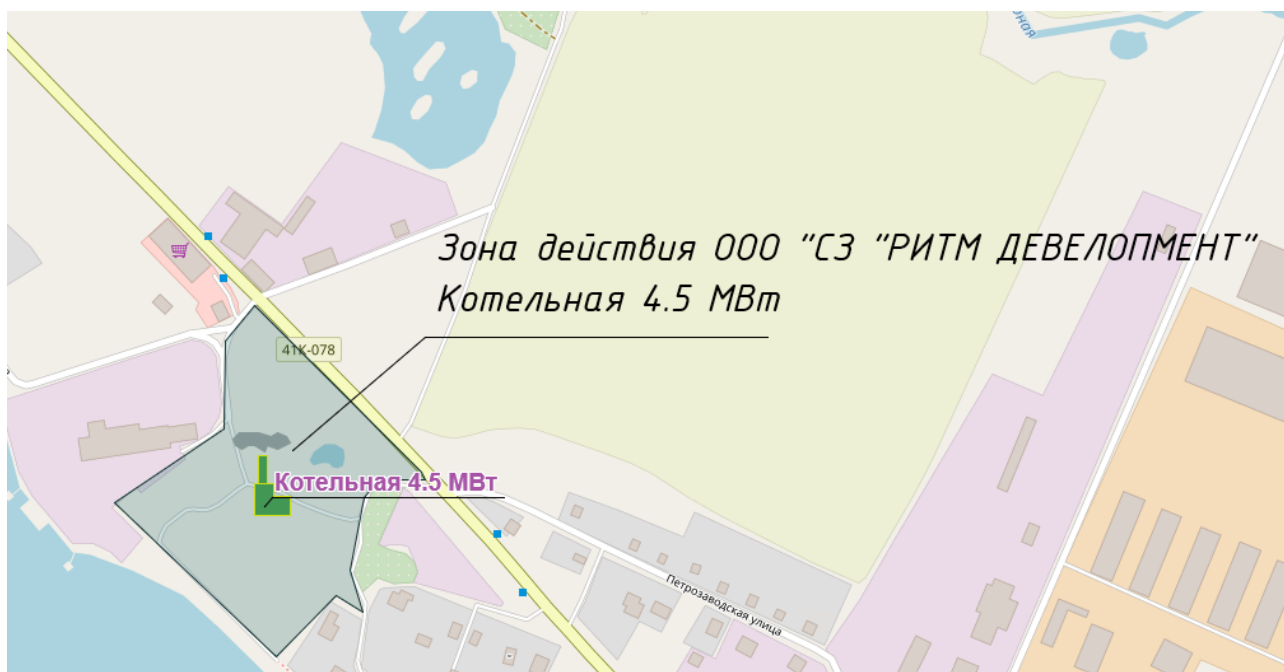 Зона действия ООО "СЗ "РИТМ ДЕВЕЛОПМЕНТ"
Котельная 4.5 МВт
41К-078
Котельная 4.5 МВт
Петрозаводская улица